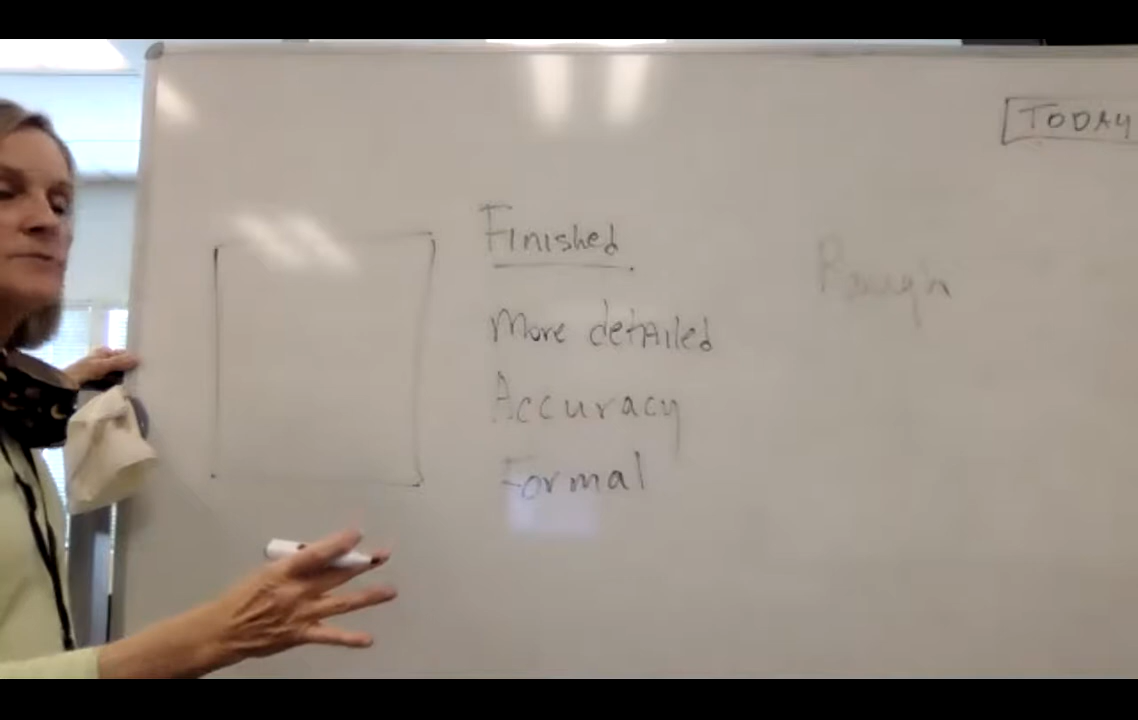 TODAY
Finished
Rough
More detailed
Accuracy
Formal